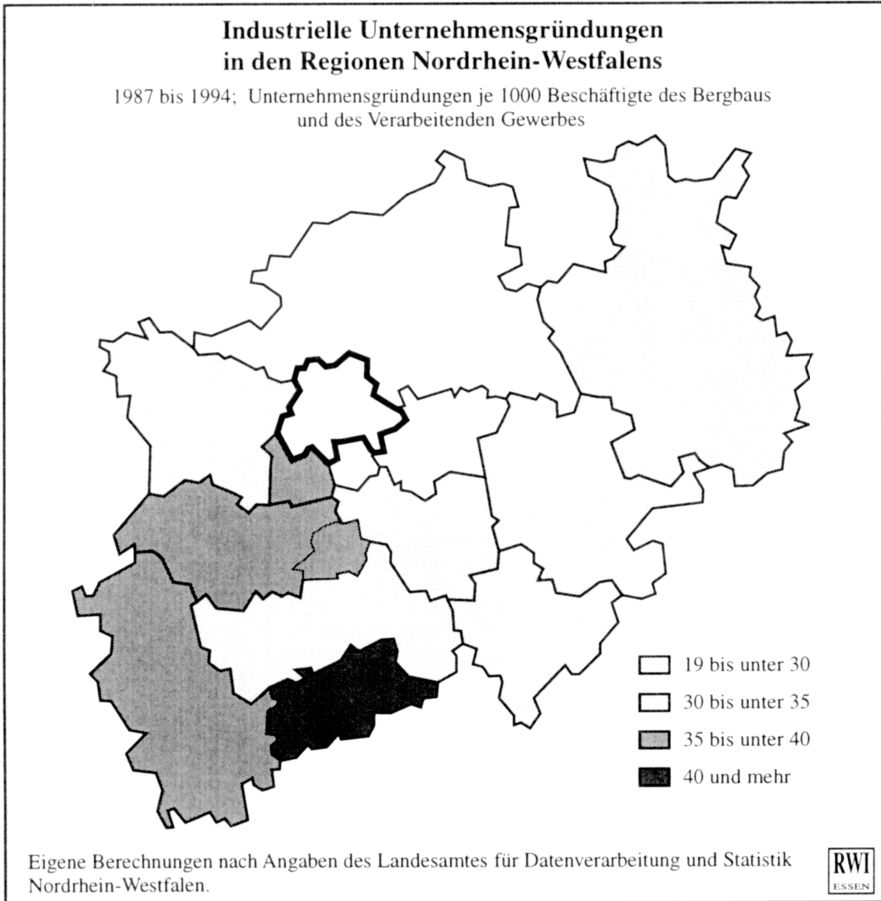 Industrielle Unternehmensgründungen
in den Regionen Nordrhein-Westfalens
1987 bis 1994; Unternehmensgründungen je 1000 Beschäftigte des Bergbaus
und des Verarbeitenden Gewerbes
19 bis unter 30
30 bis unter 35
35 bis unter 40
40 und mehr
Eigene Berechnungen nach Angaben des Landesamtes für Datenverarbeitung und Statistik
Nordrhein-Westfalen.
RWI
ESSEN